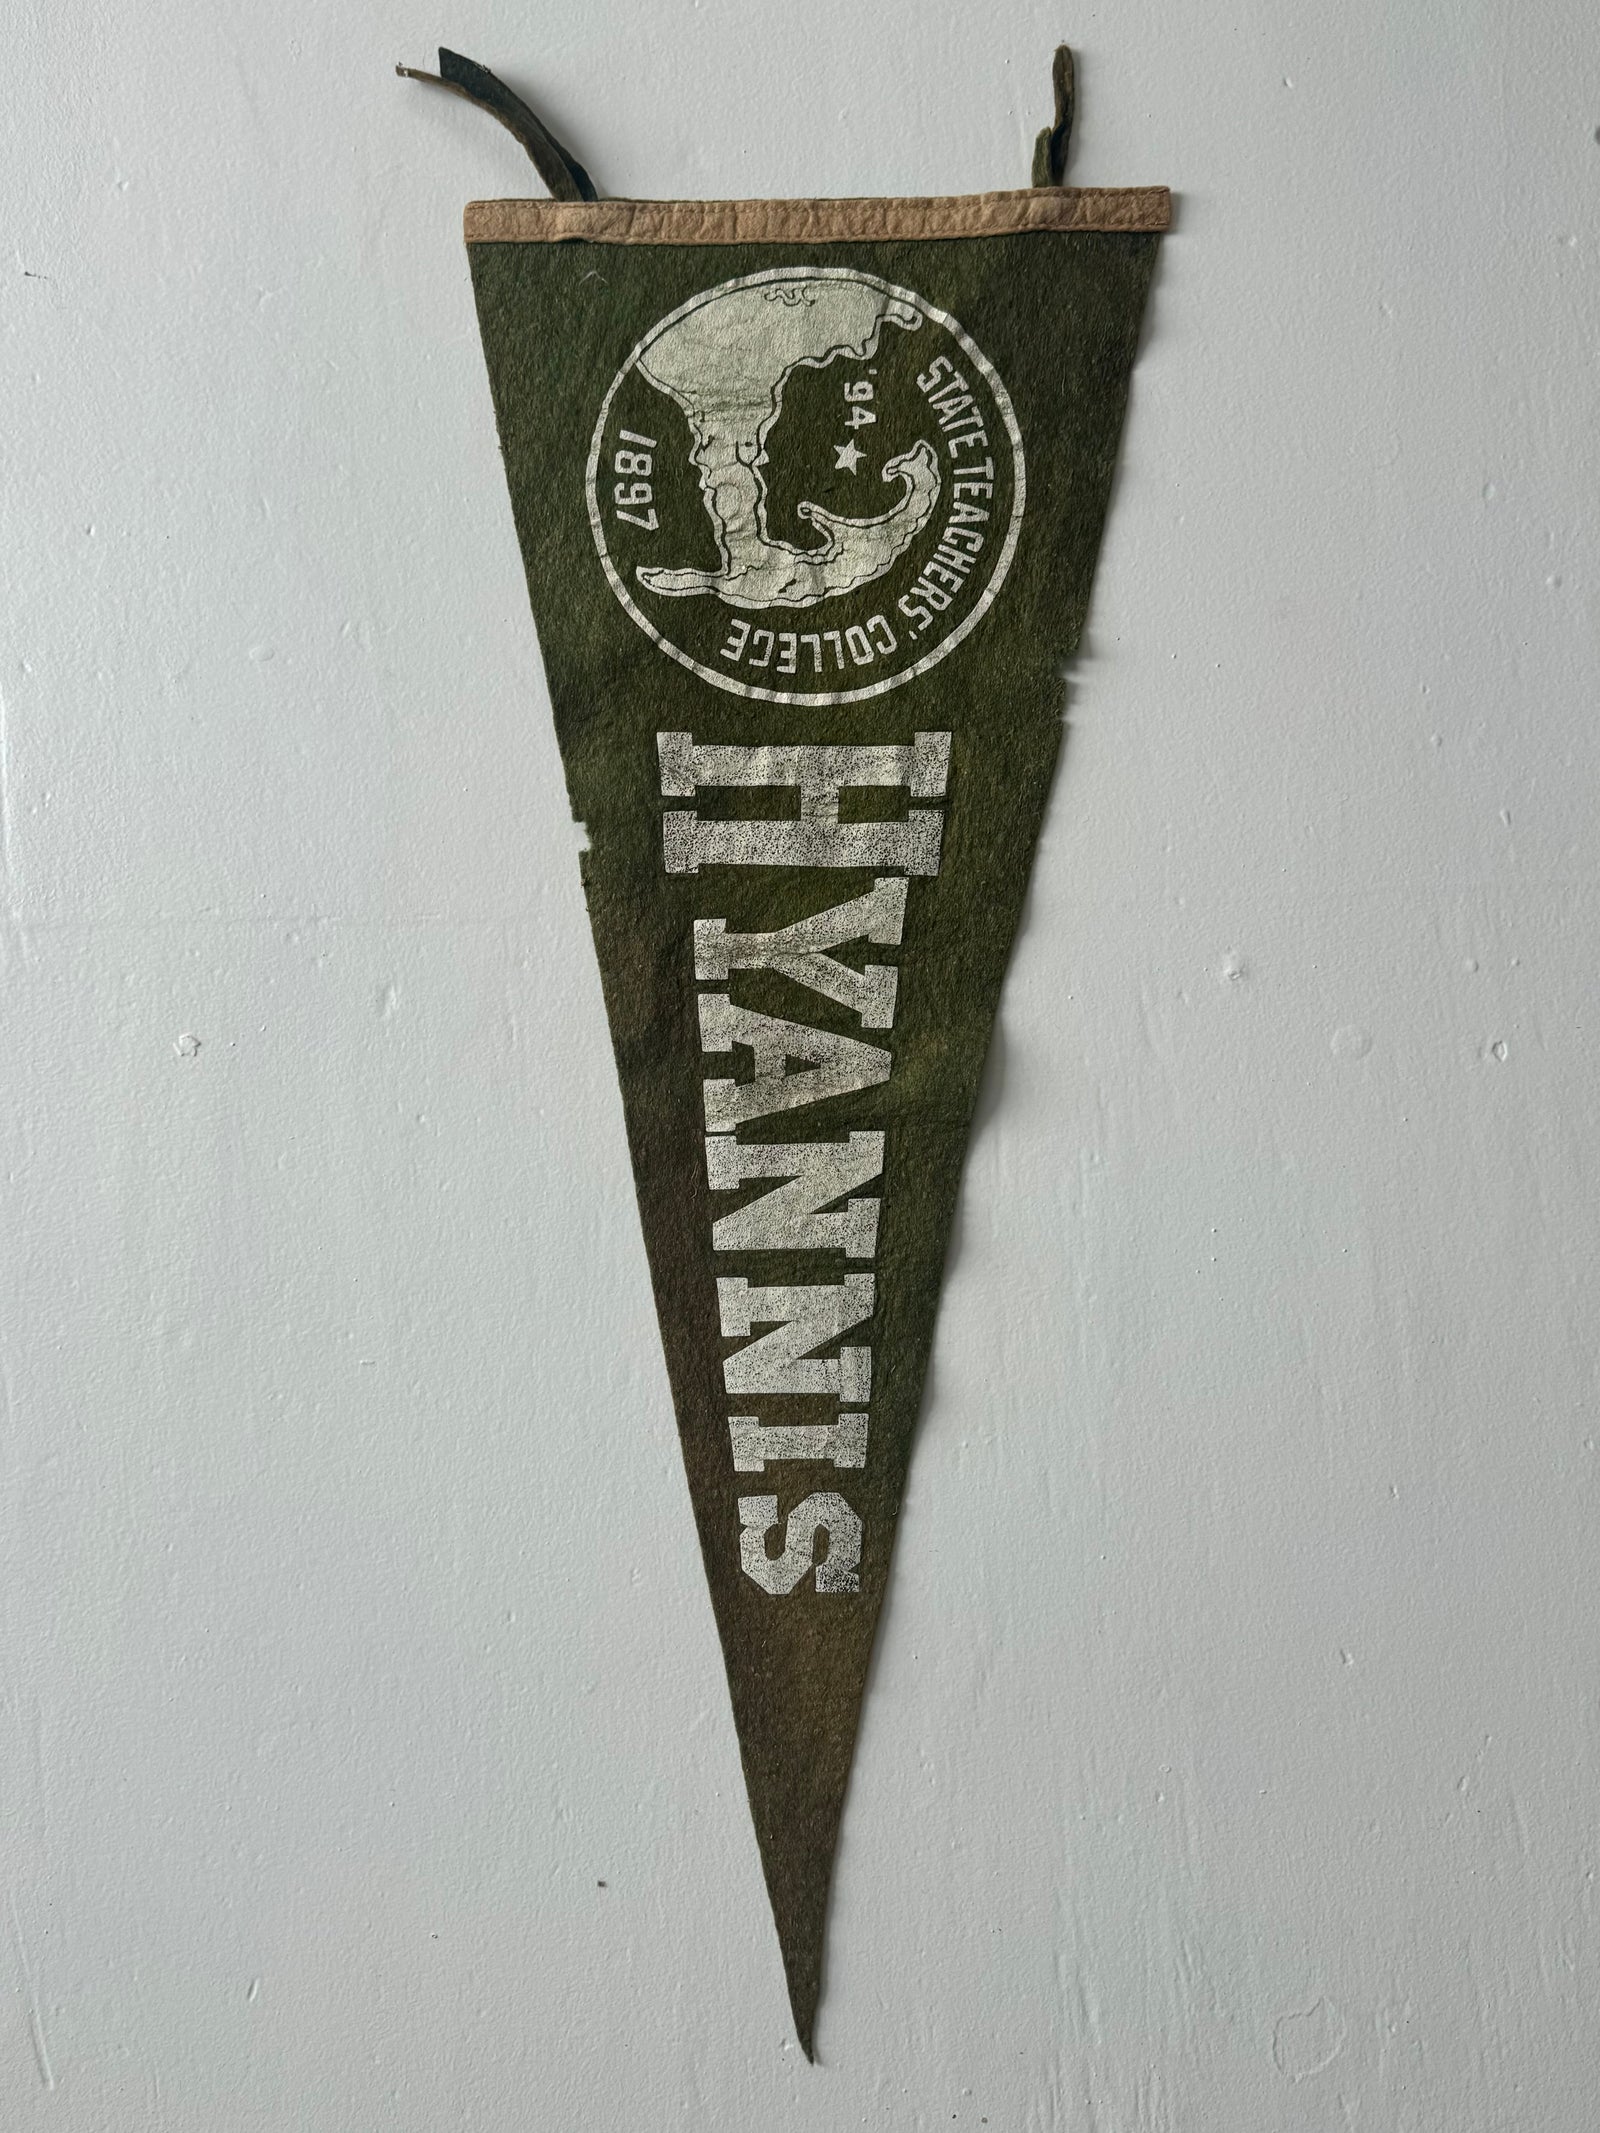 STATE TEACHERS' COLLEGE
'94
1897
HYANNIS